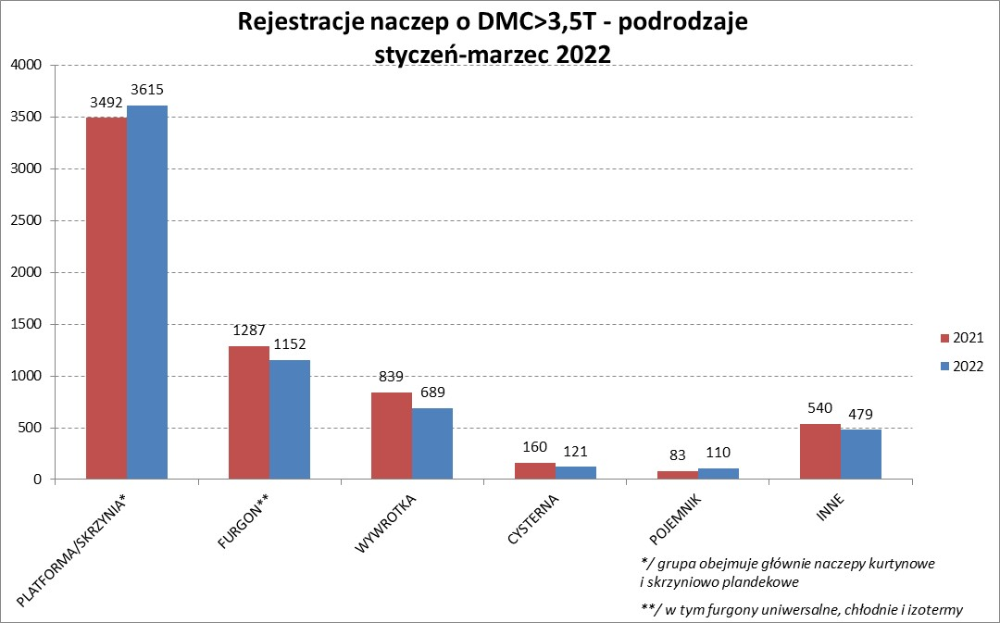 Rejestracje naczep o DMC>3,5T - podrodzaje
styczeń-marzec 2022
4000
3500
3000
2500
2000
1500
1000
500
0
3492
3615
1287
1152
839
689
160
121
83
110
540
479
2021
2022
PLATFORMA/SKRZYNIA*
FURGON**
WYWROTKA
CYSTERNA
POJEMNIK
INNE
*/ grupa obejmuje głównie naczepy kurtynowe
i skrzyniowo plandekowe
**/ w tym furgony uniwersalne, chłodnie i izotermy